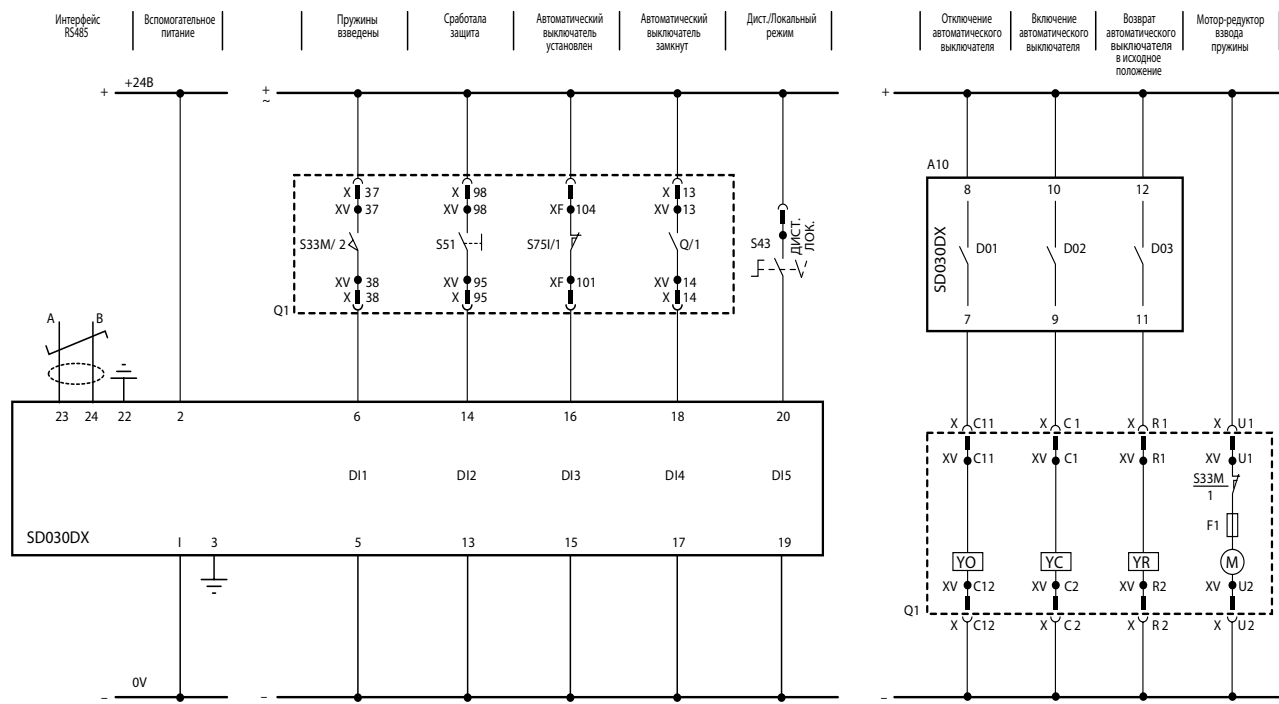 Интерфейс
RS485
Вспомогательное
питание
Пружины
взведены
Сработала
защита
Автоматический
выключатель
установлен
Автоматический
выключатель
замкнут
Дист./Локальный
режим
Отключение
автоматического
выключателя
Включение
автоматического
выключателя
Возврат
автоматического
выключателя
в исходное
положение
Мотор-редуктор
взвода
пружины
+ +24В
+
~
+
A10
8 10 12
SD030DX
D01 D02 D03
7 9 11
X 37 X 98 X 13
XV 37 XV 98 XF 104 XV 13
S33M/ 2 S51 S75I/1 Q/1
S43
ДИСТ.
ЛОК.
XV 38 XV 95 XF 101 XV 14
X 38 X 95 X 14
Q1
A B
23 24 22 2 6 14 16 18 20
DI1 DI2 DI3 DI4 DI5
SD030DX
I 3 5 13 15 17 19
X C11 X C 1 X R 1 X U1
XV C11 XV C1 XV R1 XV U1
S33M
1
F1
YO YC YR M
XV C12 XV C2 XV R2 XV U2
Q1
X C12 X C 2 X R 2 X U 2
– 0V
–
–